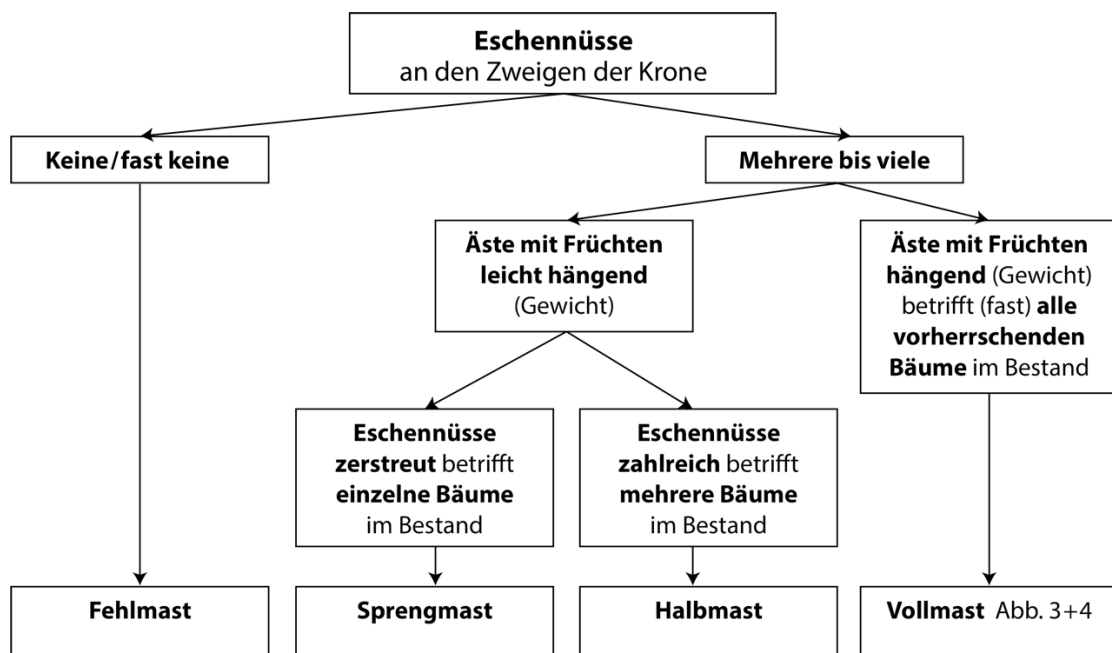 Eschennüsse
an den Zweigen der Krone
Keine/fast keine
Mehrere bis viele
Äste mit Früchten
leicht hängend
(Gewicht)
Äste mit Früchten
hängend (Gewicht)
betrifft (fast) alle
vorherrschenden
Bäume im Bestand
Eschennüsse
zerstreut betrifft
einzelne Bäume
im Bestand
Eschennüsse
zahlreich betrifft
mehrere Bäume
im Bestand
Fehlmast
Sprengmast
Halbmast
Vollmast Abb. 3+4